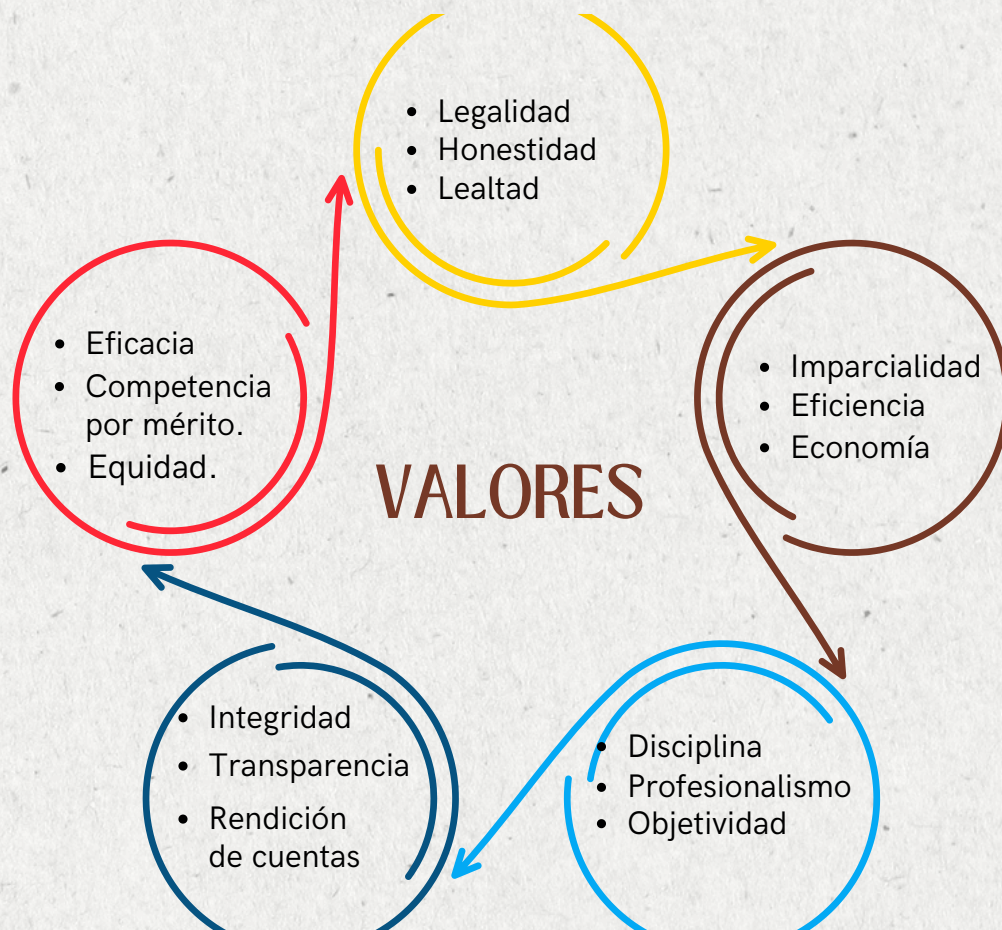 • Legalidad
• Honestidad
• Lealtad
• Imparcialidad
• Eficiencia
• Economía
• Disciplina
• Profesionalismo
• Objetividad
• Integridad
• Transparencia
• Rendición
de cuentas
• Eficacia
• Competencia
por mérito.
• Equidad.
VALORES